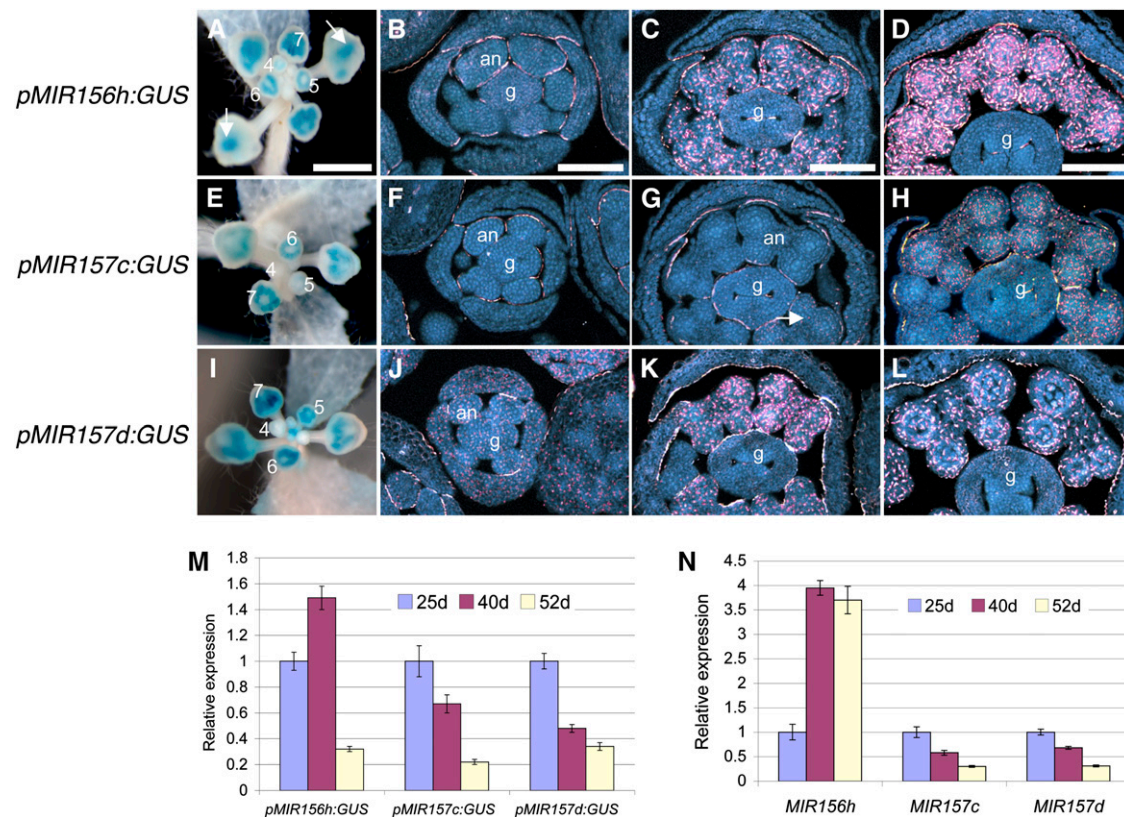 pMIR156h:GUS
A
7
4
5
6
B
an
g
C
g
D
g
pMIR157c:GUS
E
6
4
5
7
F
an
g
G
an
g
H
g
pMIR157d:GUS
I
7
5
4
6
J
an
g
K
g
L
g
M
1.8
1.6
1.4
1.2
1
0.8
0.6
0.4
0.2
0
Relative expression
25d 40d 52d
pMIR156h:GUS pMIR157c:GUS pMIR157d:GUS
N
4.5
4
3.5
3
2.5
2
1.5
1
0.5
0
Relative expression
25d 40d 52d
MIR156h MIR157c MIR157d